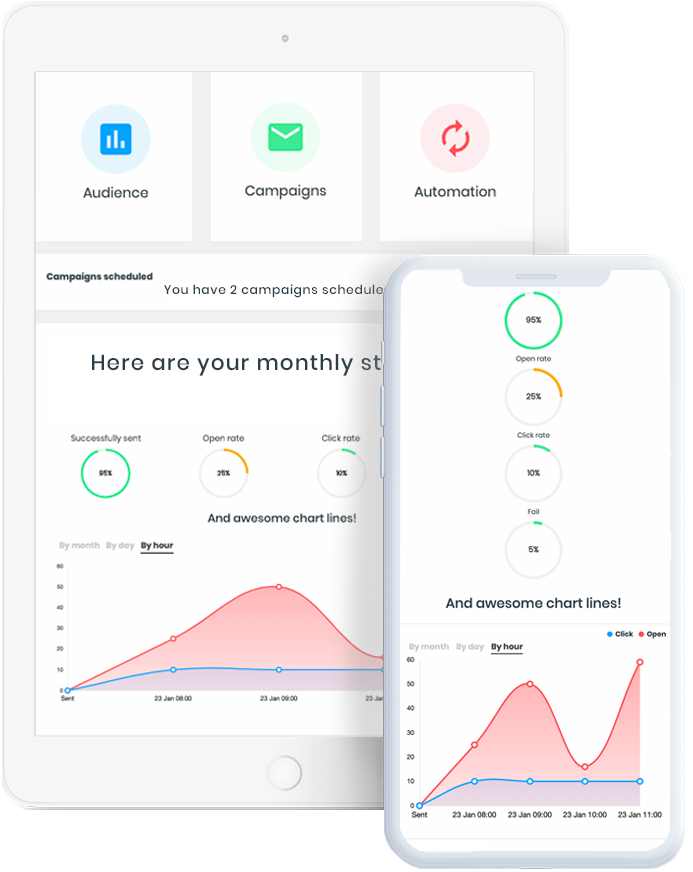 Audience
Campaigns
Automation
Campaigns scheduled
You have 2 campaigns schedule
Here are your monthly st
Successfully sent
Open rate
Click rate
95%
25%
10%
And awesome chart lines!
By month By day By hour
60
50
40
30
20
10
0
Sent
23 Jan 08:00
23 Jan 09:00
23 Ja
95%
Open rate
25%
Click rate
10%
Fail
5%
And awesome chart lines!
Click Open
By month By day By hour
60
50
40
30
20
10
0
Sent
23 Jan 08:00
23 Jan 09:00
23 Jan 10:00
23 Jan 11:00